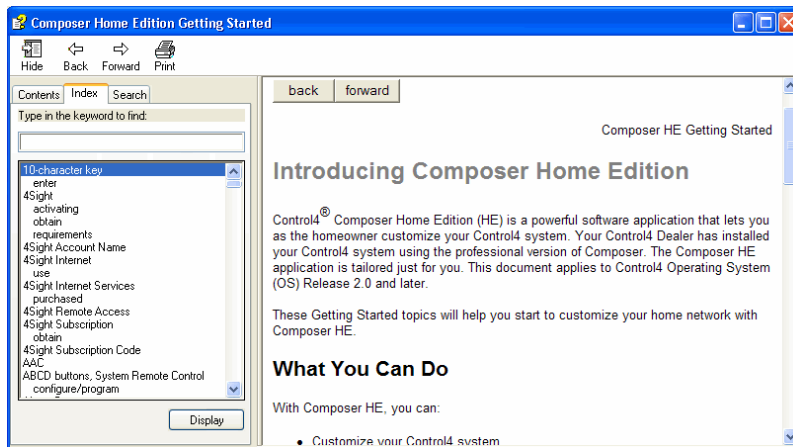 Composer Home Edition Getting Started
Hide Back Forward Print
Contents Index Search
Type in the keyword to find:
10-character key
enter
4Sight
activating
obtain
requirements
4Sight Account Name
4Sight Internet
use
4Sight Internet Services
purchased
4Sight Remote Access
4Sight Subscription
obtain
4Sight Subscription Code
AAC
ABCD buttons, System Remote Control
configure/program
Display
back forward
Composer HE Getting Started
Introducing Composer Home Edition
Control4® Composer Home Edition (HE) is a powerful software application that lets you
as the homeowner customize your Control4 system. Your Control4 Dealer has installed
your Control4 system using the professional version of Composer. The Composer HE
application is tailored just for you. This document applies to Control4 Operating System
(OS) Release 2.0 and later.
These Getting Started topics will help you start to customize your home network with
Composer HE.
What You Can Do
With Composer HE, you can:
• Customize your Control4 system